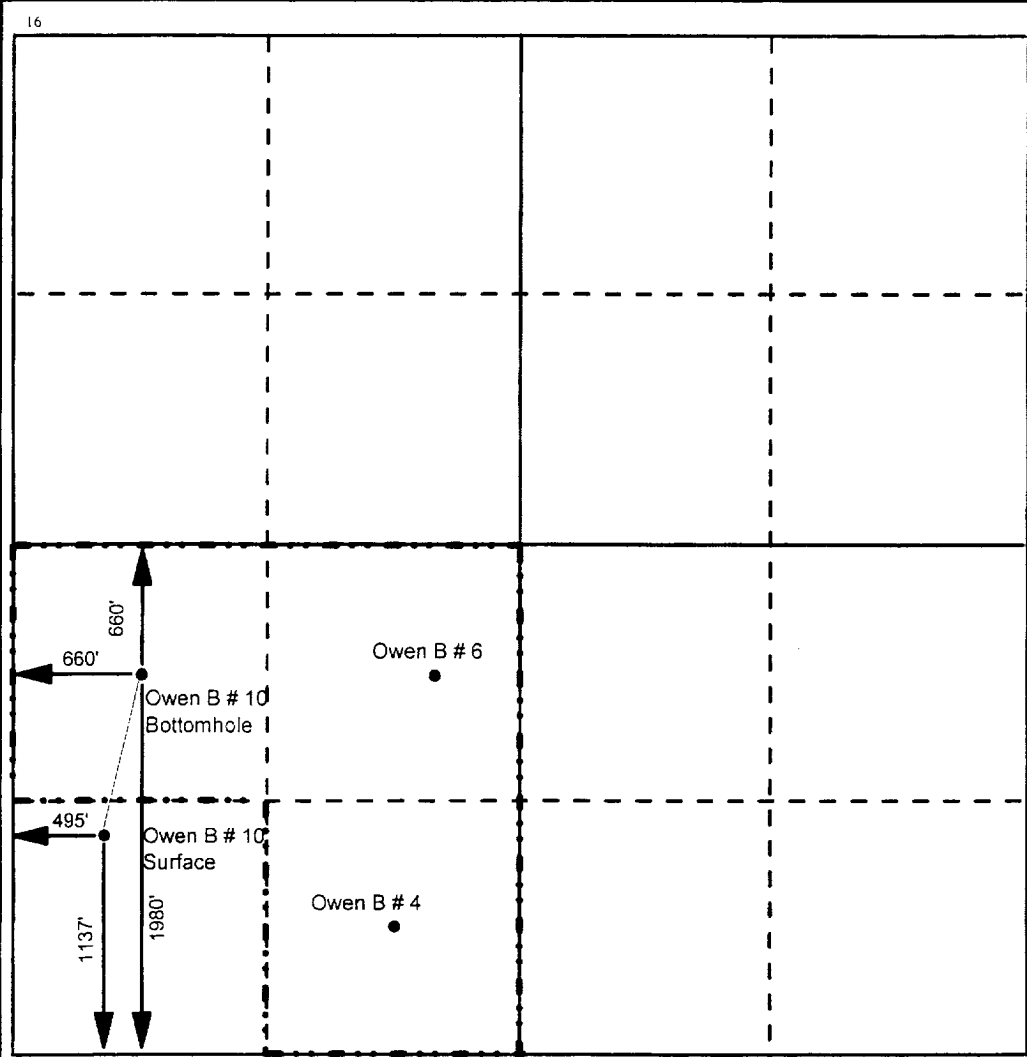 16
660'
660'
Owen B # 6
Owen B # 10
Bottomhole
495'
Owen B # 10
Surface
1137'
1980'
Owen B # 4